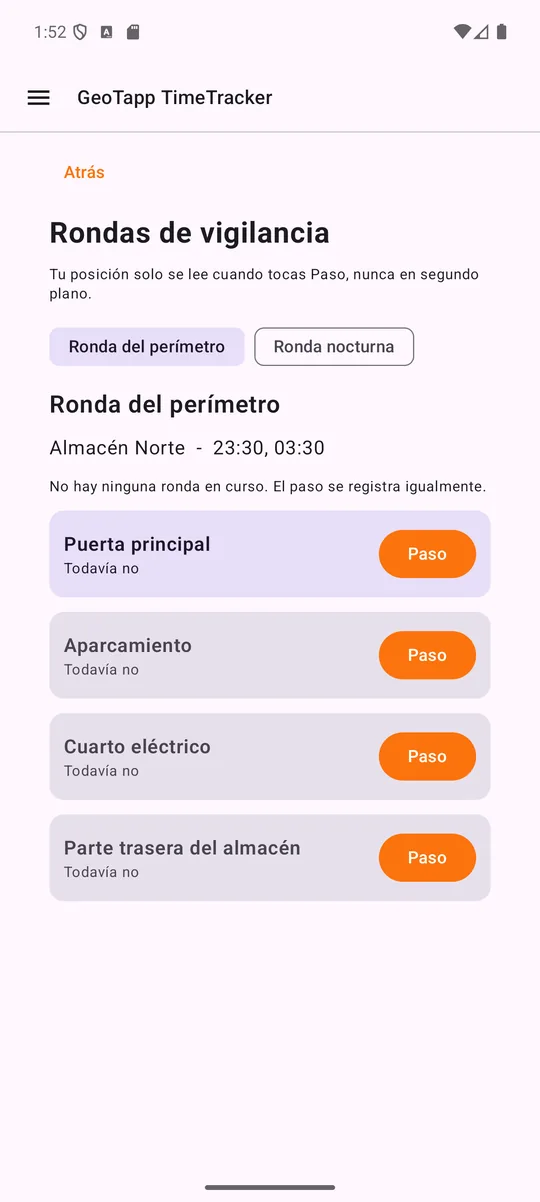 1:52
GeoTapp TimeTracker
Atrás
Rondas de vigilancia
Tu posición solo se lee cuando tocas Paso, nunca en segundo
plano.
Ronda del perímetro
Ronda nocturna
Ronda del perímetro
Almacén Norte - 23:30, 03:30
No hay ninguna ronda en curso. El paso se registra igualmente.
Puerta principal
Todavía no
Paso
Aparcamiento
Todavía no
Paso
Cuarto eléctrico
Todavía no
Paso
Parte trasera del almacén
Todavía no
Paso